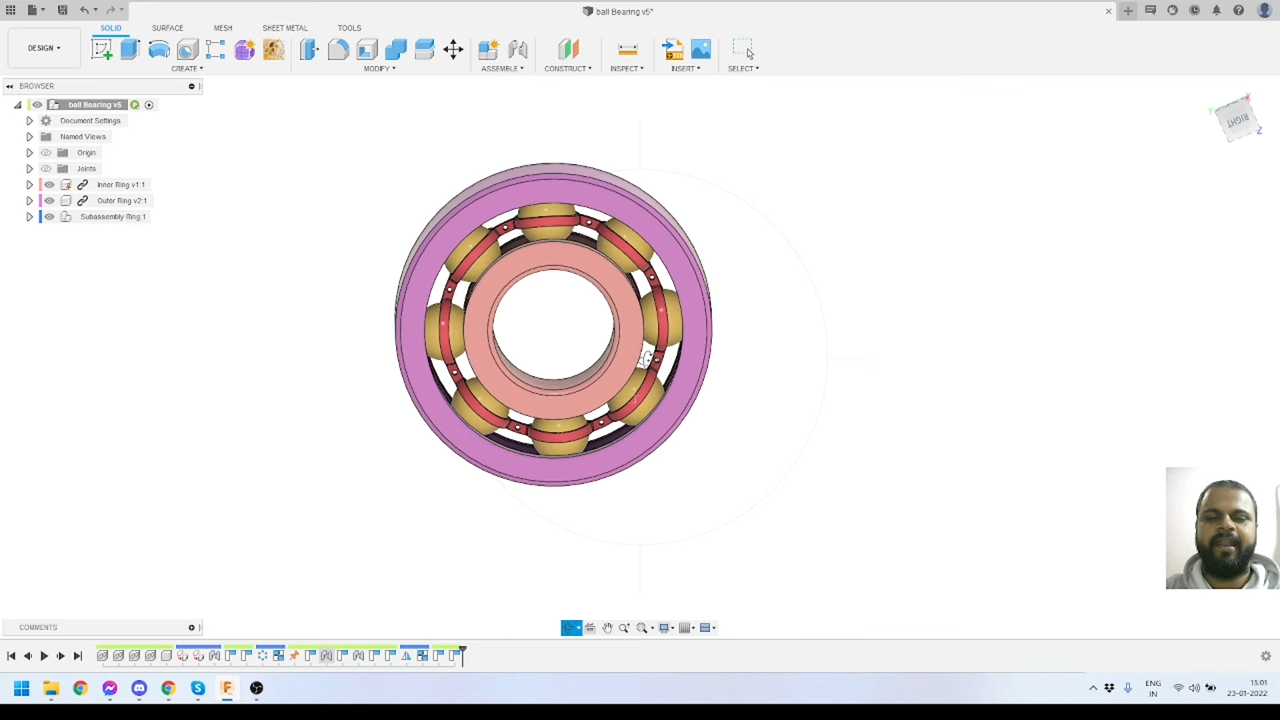 ball Bearing v5*
SOLID SURFACE MESH SHEET METAL TOOLS
DESIGN
CREATE MODIFY ASSEMBLE CONSTRUCT INSPECT INSERT SELECT
BROWSER
ball Bearing v5
Document Settings
Named Views
Origin
Joints
Inner Ring v1:1
Outer Ring v2:1
Subassembly Ring:1
RIGHT
Y
X
Z
COMMENTS
ENG
IN
15:01
23-01-2022